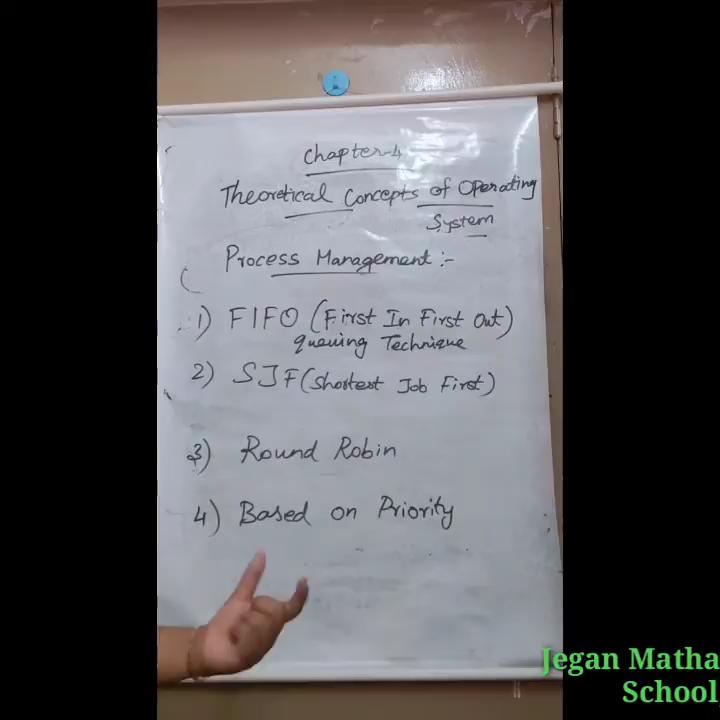 Chapter-4
Theoretical Concepts of Operating
System
Process Management :-
1) FIFO (First In First Out)
queuing Technique
2) SJF (Shortest Job First)
3) Round Robin
4) Based on Priority
Jegan Matha
School